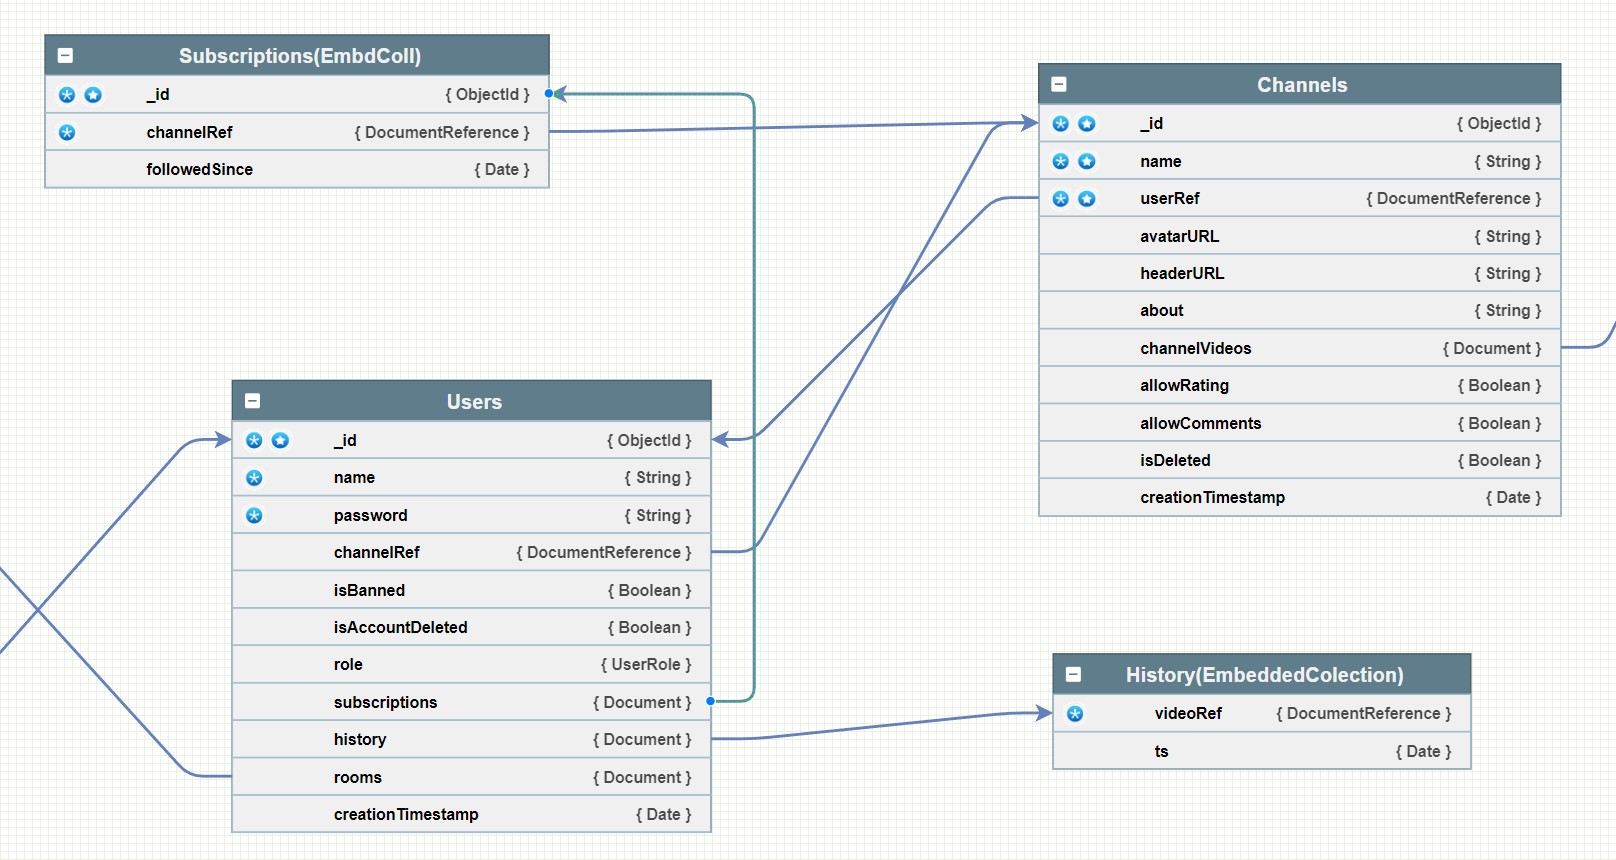 Subscriptions(EmbdColl)
_id { ObjectId }
channelRef { DocumentReference }
followedSince { Date }
Channels
_id { ObjectId }
name { String }
userRef { DocumentReference }
avatarURL { String }
headerURL { String }
about { String }
channelVideos { Document }
allowRating { Boolean }
allowComments { Boolean }
isDeleted { Boolean }
creationTimestamp { Date }
Users
_id { ObjectId }
name { String }
password { String }
channelRef { DocumentReference }
isBanned { Boolean }
isAccountDeleted { Boolean }
role { UserRole }
subscriptions { Document }
history { Document }
rooms { Document }
creationTimestamp { Date }
History(EmbeddedColection)
videoRef { DocumentReference }
ts { Date }